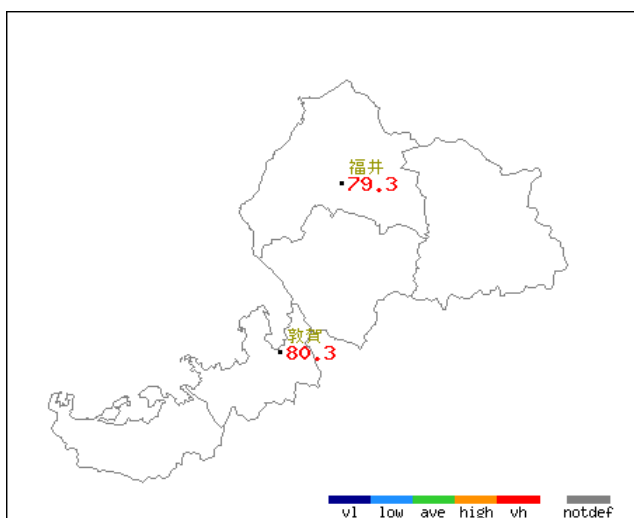 福井
79.3
敦賀
80.3
vl low ave high vh notdef